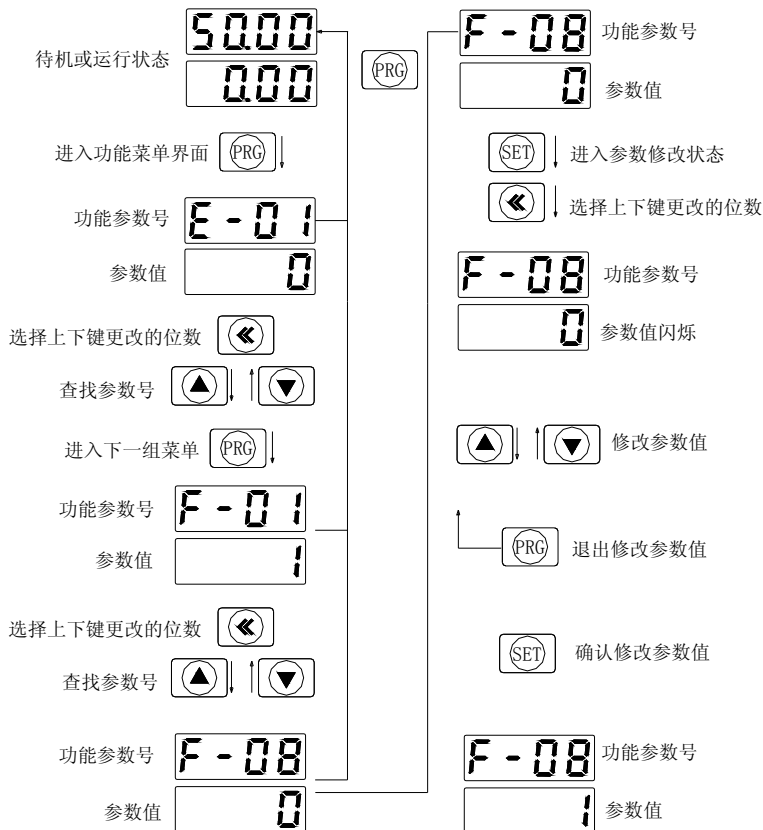 50.00
待机或运行状态
0.00
进入功能菜单界面 PRG
功能参数号 E-01
参数值 0
选择上下键更改的位数
查找参数号
进入下一组菜单 PRG
功能参数号 F-01
参数值 1
选择上下键更改的位数
查找参数号
功能参数号 F-08
参数值 0
PRG
F-08 功能参数号
0 参数值
SET 进入参数修改状态
选择上下键更改的位数
F-08 功能参数号
0 参数值闪烁
修改参数值
PRG 退出修改参数值
SET 确认修改参数值
F-08 功能参数号
1 参数值